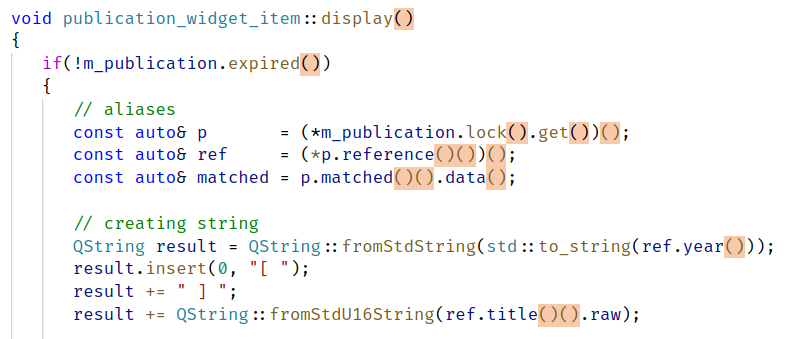 void publication_widget_item::display()
{
if(!m_publication.expired())
{
// aliases
const auto& p = (*m_publication.lock().get())();
const auto& ref = (*p.reference()())();
const auto& matched = p.matched()().data();
// creating string
QString result = QString::fromStdString(std::to_string(ref.year()));
result.insert(0, "[ ");
result += " ] ";
result += QString::fromStdU16String(ref.title()().raw);